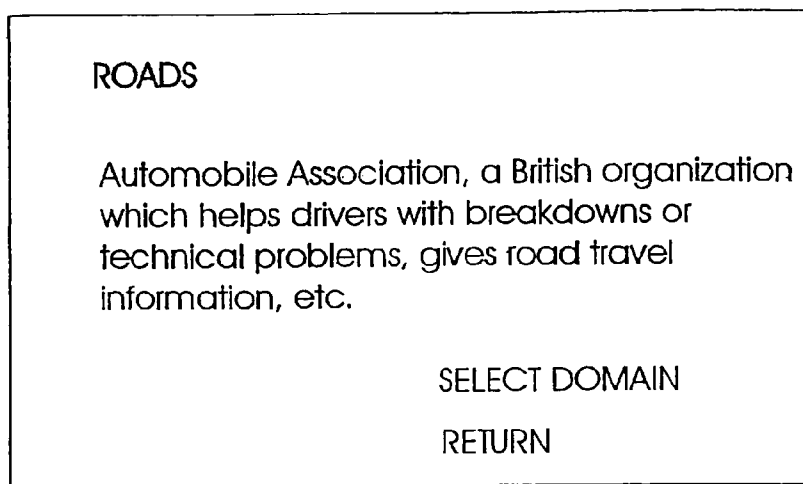 ROADS
Automobile Association, a British organization
which helps drivers with breakdowns or
technical problems, gives road travel
information, etc.
SELECT DOMAIN
RETURN